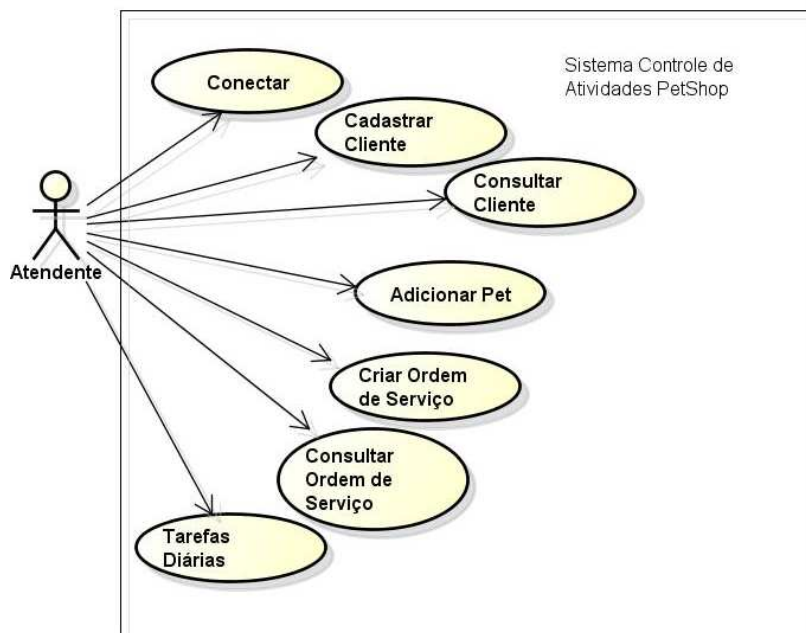 Sistema Controle de
Atividades PetShop
Conectar
Cadastrar
Cliente
Consultar
Cliente
Atendente
Adicionar Pet
Criar Ordem
de Serviço
Consultar
Ordem de
Serviço
Tarefas
Diárias